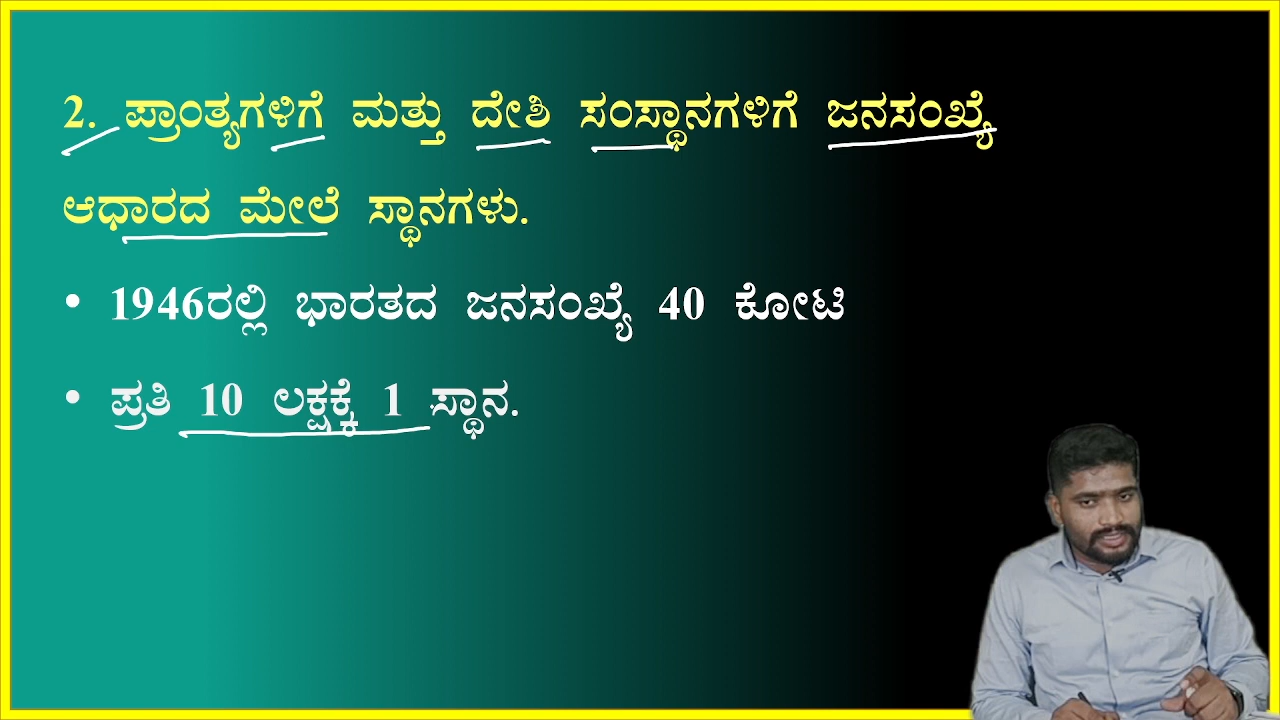 2. ಪ್ರಾಂತ್ಯಗಳಿಗೆ ಮತ್ತು ದೇಶಿ ಸಂಸ್ಥಾನಗಳಿಗೆ ಜನಸಂಖ್ಯೆ
ಆಧಾರದ ಮೇಲೆ ಸ್ಥಾನಗಳು.
• 1946ರಲ್ಲಿ ಭಾರತದ ಜನಸಂಖ್ಯೆ 40 ಕೋಟಿ
• ಪ್ರತಿ 10 ಲಕ್ಷಕ್ಕೆ 1 ಸ್ಥಾನ.